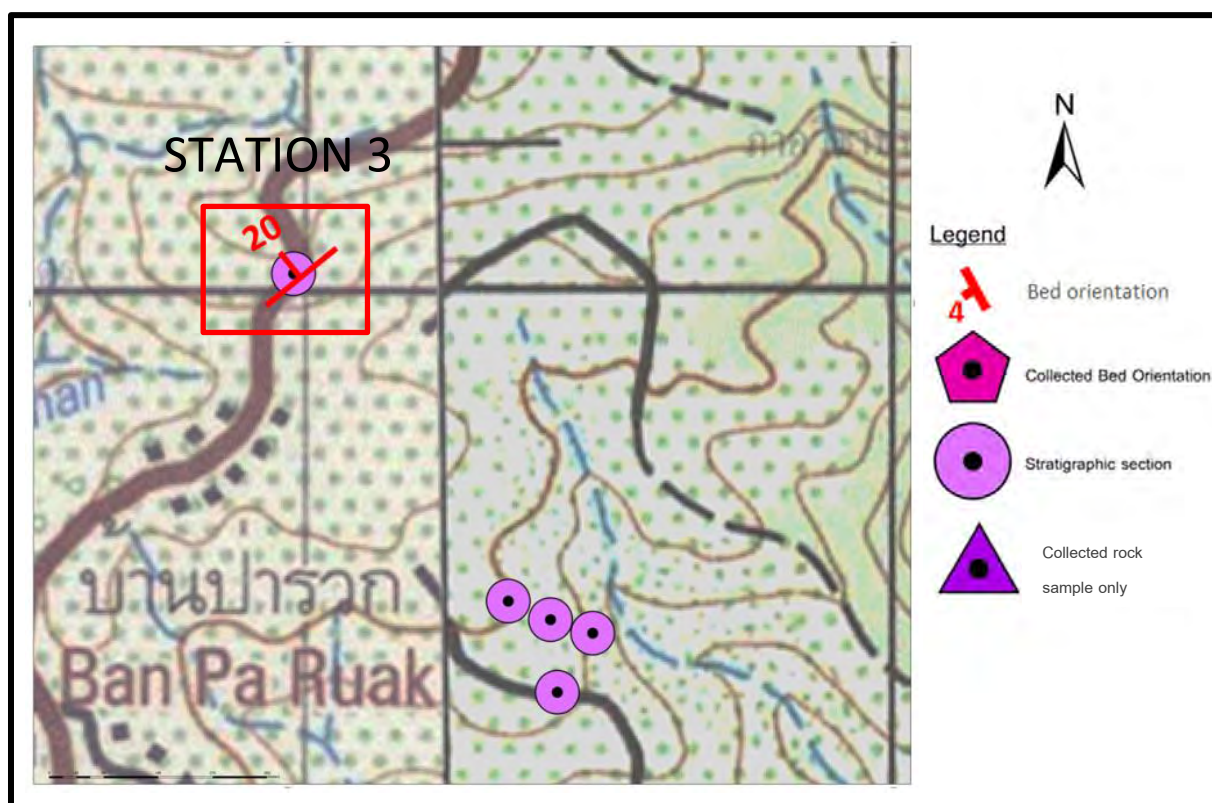 STATION 3
20
บ้านป่ารวก
Ban Pa Ruak
N
Legend
4
Bed orientation
Collected Bed Orientation
Stratigraphic section
Collected rock
sample only